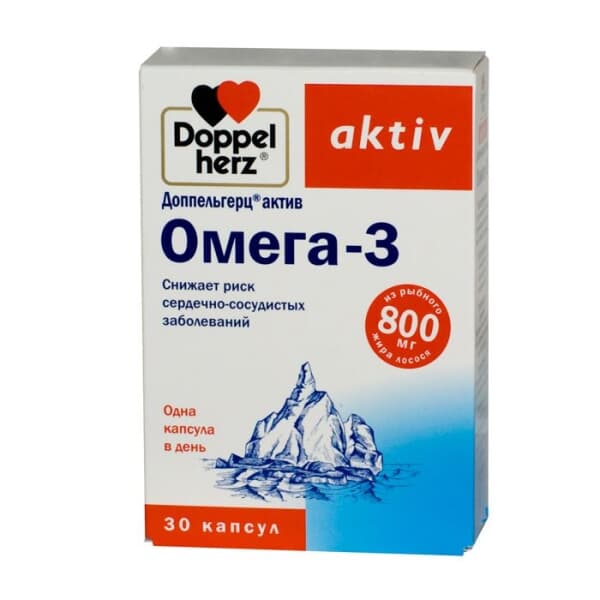 Doppel
herz®
aktiv
Доппельгерц® актив
Омега-3
Снижает риск
сердечно-сосудистых
заболеваний
из рыбного
800
мг
жира лосося
Одна
капсула
в день
30 капсул